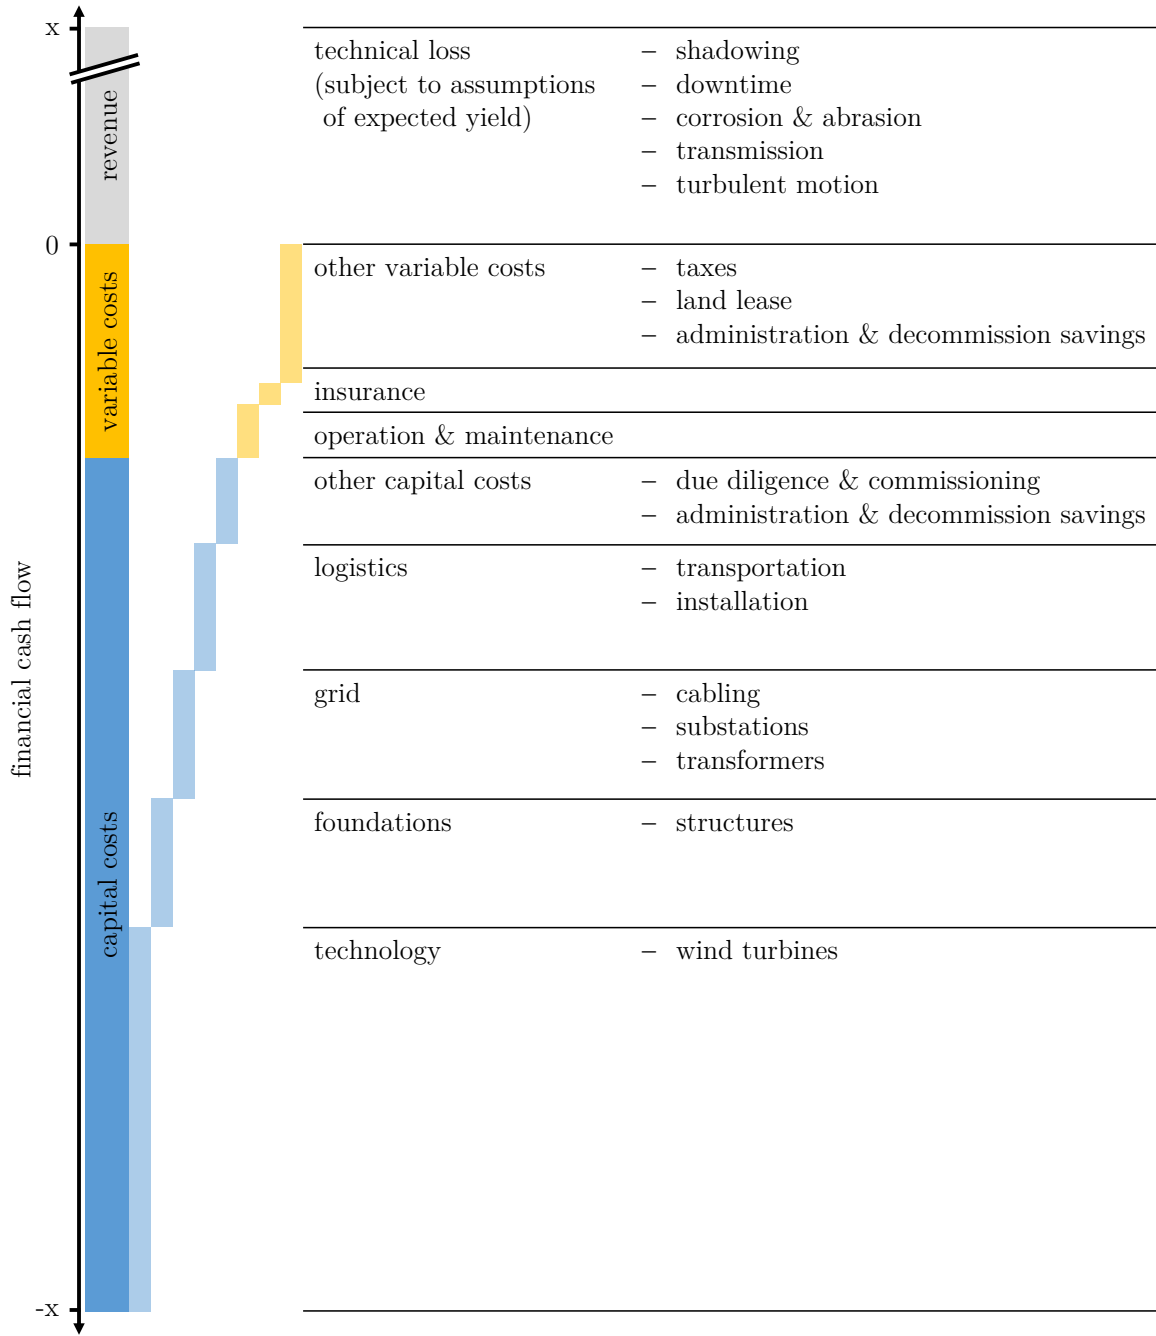 x
0
-x
financial cash flow
revenue
variable costs
capital costs
technical loss
(subject to assumptions
of expected yield)
– shadowing
– downtime
– corrosion & abrasion
– transmission
– turbulent motion
other variable costs
– taxes
– land lease
– administration & decommission savings
insurance
operation & maintenance
other capital costs
– due diligence & commissioning
– administration & decommission savings
logistics
– transportation
– installation
grid
– cabling
– substations
– transformers
foundations
– structures
technology
– wind turbines